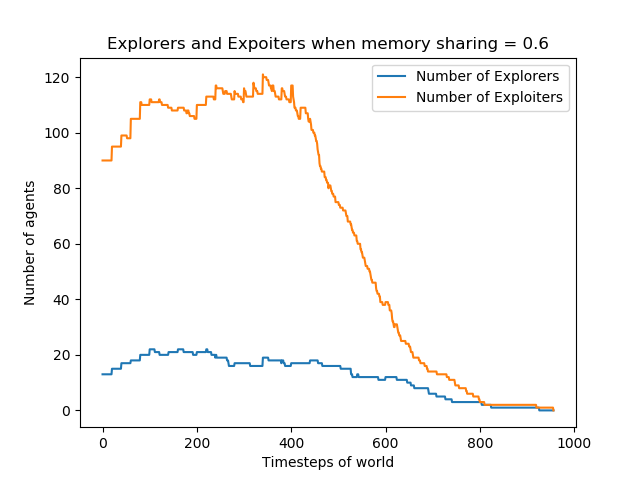 Explorers and Expoiters when memory sharing = 0.6
Number of Explorers
Number of Exploiters
Number of agents
120
100
80
60
40
20
0
0 200 400 600 800 1000
Timesteps of world